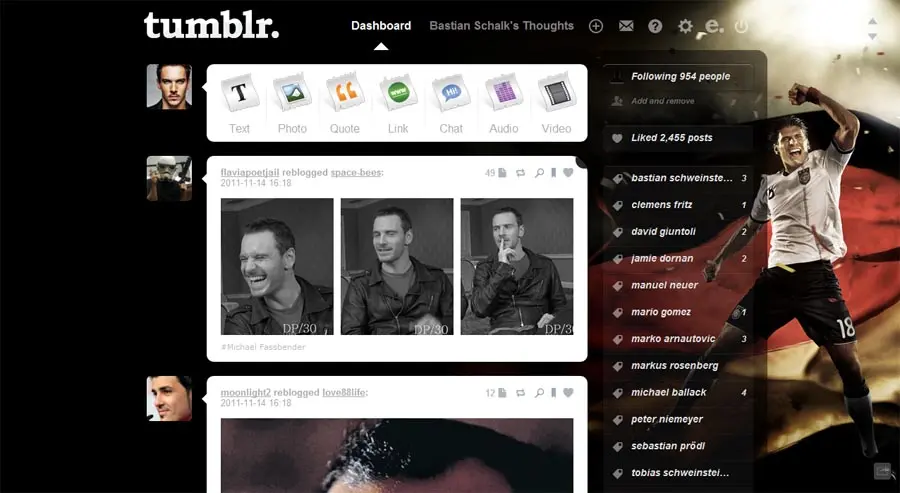 tumblr.
Dashboard
Bastian Schalk's Thoughts
Text
Photo
Quote
Link
Chat
Audio
Video
Following 954 people
Add and remove
Liked 2,455 posts
flaviapoetjail reblogged space-bees:
49
2011-11-14 16:18
DP/30
DP/30
DP/30
#Michael Fassbender
bastian schweinste... 3
clemens fritz 1
david giuntoli 2
jamie dornan 2
manuel neuer
mario gomez 1
marko arnautovic 3
markus rosenberg
michael ballack 4
peter niemeyer
sebastian prödl
tobias schweinstei...
moonlight2 reblogged love88life:
12
2011-11-14 16:18
T
www
Hi!
18